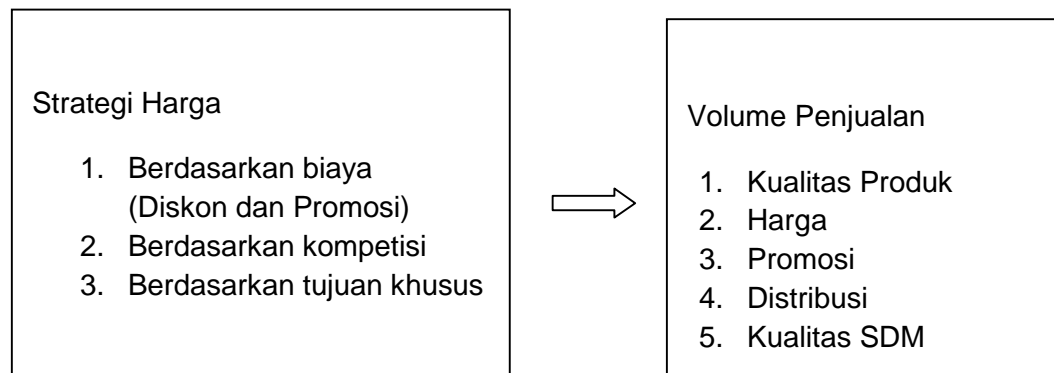 Strategi Harga
1. Berdasarkan biaya
(Diskon dan Promosi)
2. Berdasarkan kompetisi
3. Berdasarkan tujuan khusus
Volume Penjualan
1. Kualitas Produk
2. Harga
3. Promosi
4. Distribusi
5. Kualitas SDM